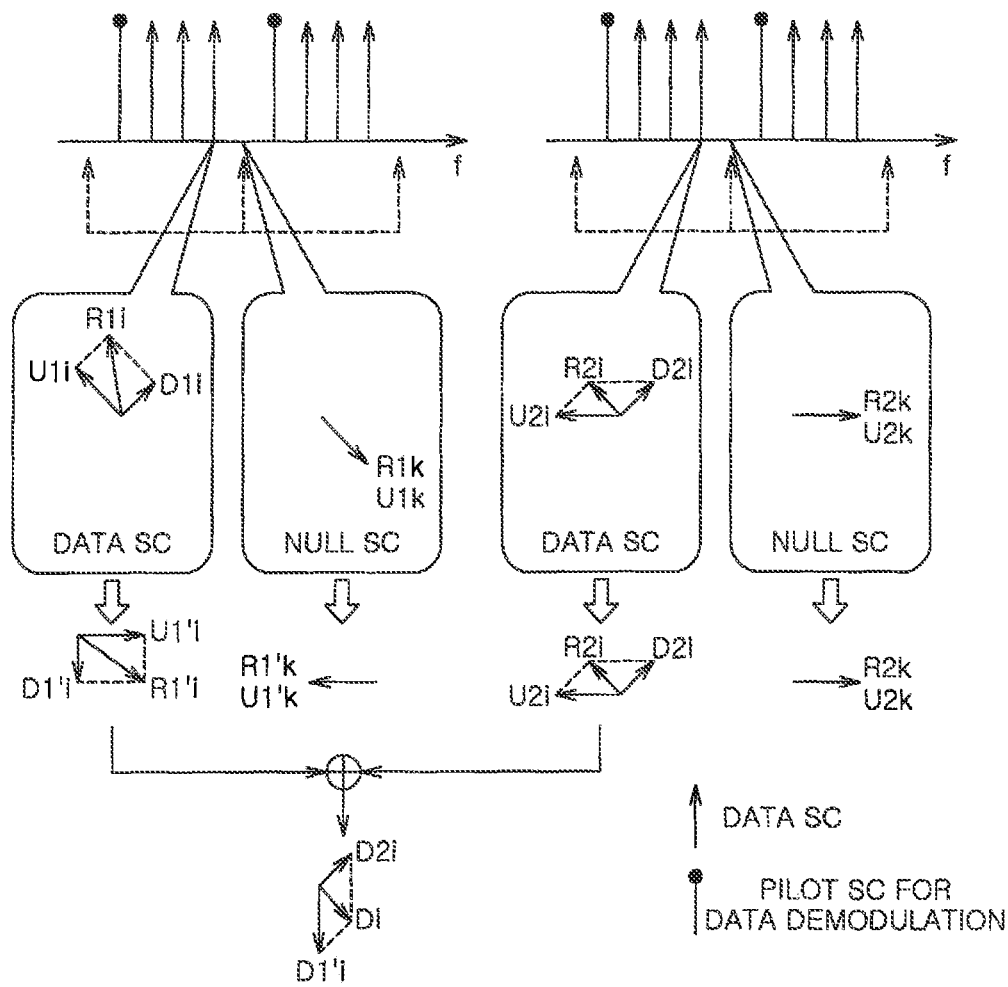 f
f
R1i
U1i
D1i
R1k
U1k
DATA SC
NULL SC
R2i
D2i
U2i
R2k
U2k
DATA SC
NULL SC
U1'i
D1'i
R1'i
R1'k
U1'k
R2i
D2i
U2i
R2k
U2k
D2i
Di
D1'i
DATA SC
PILOT SC FOR
DATA DEMODULATION